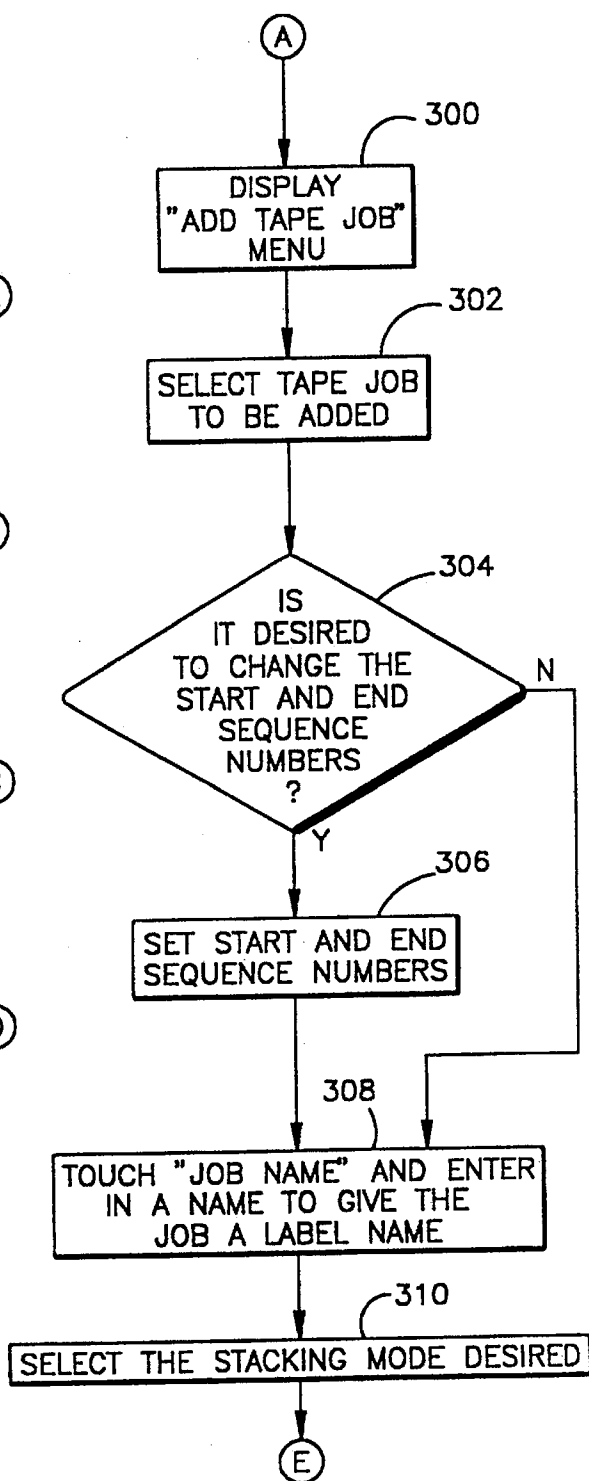 A
300
DISPLAY
"ADD TAPE JOB"
MENU
302
SELECT TAPE JOB
TO BE ADDED
304
IS
IT DESIRED
TO CHANGE THE
START AND END
SEQUENCE
NUMBERS
?
N
Y
306
SET START AND END
SEQUENCE NUMBERS
308
TOUCH "JOB NAME" AND ENTER
IN A NAME TO GIVE THE
JOB A LABEL NAME
310
SELECT THE STACKING MODE DESIRED
E